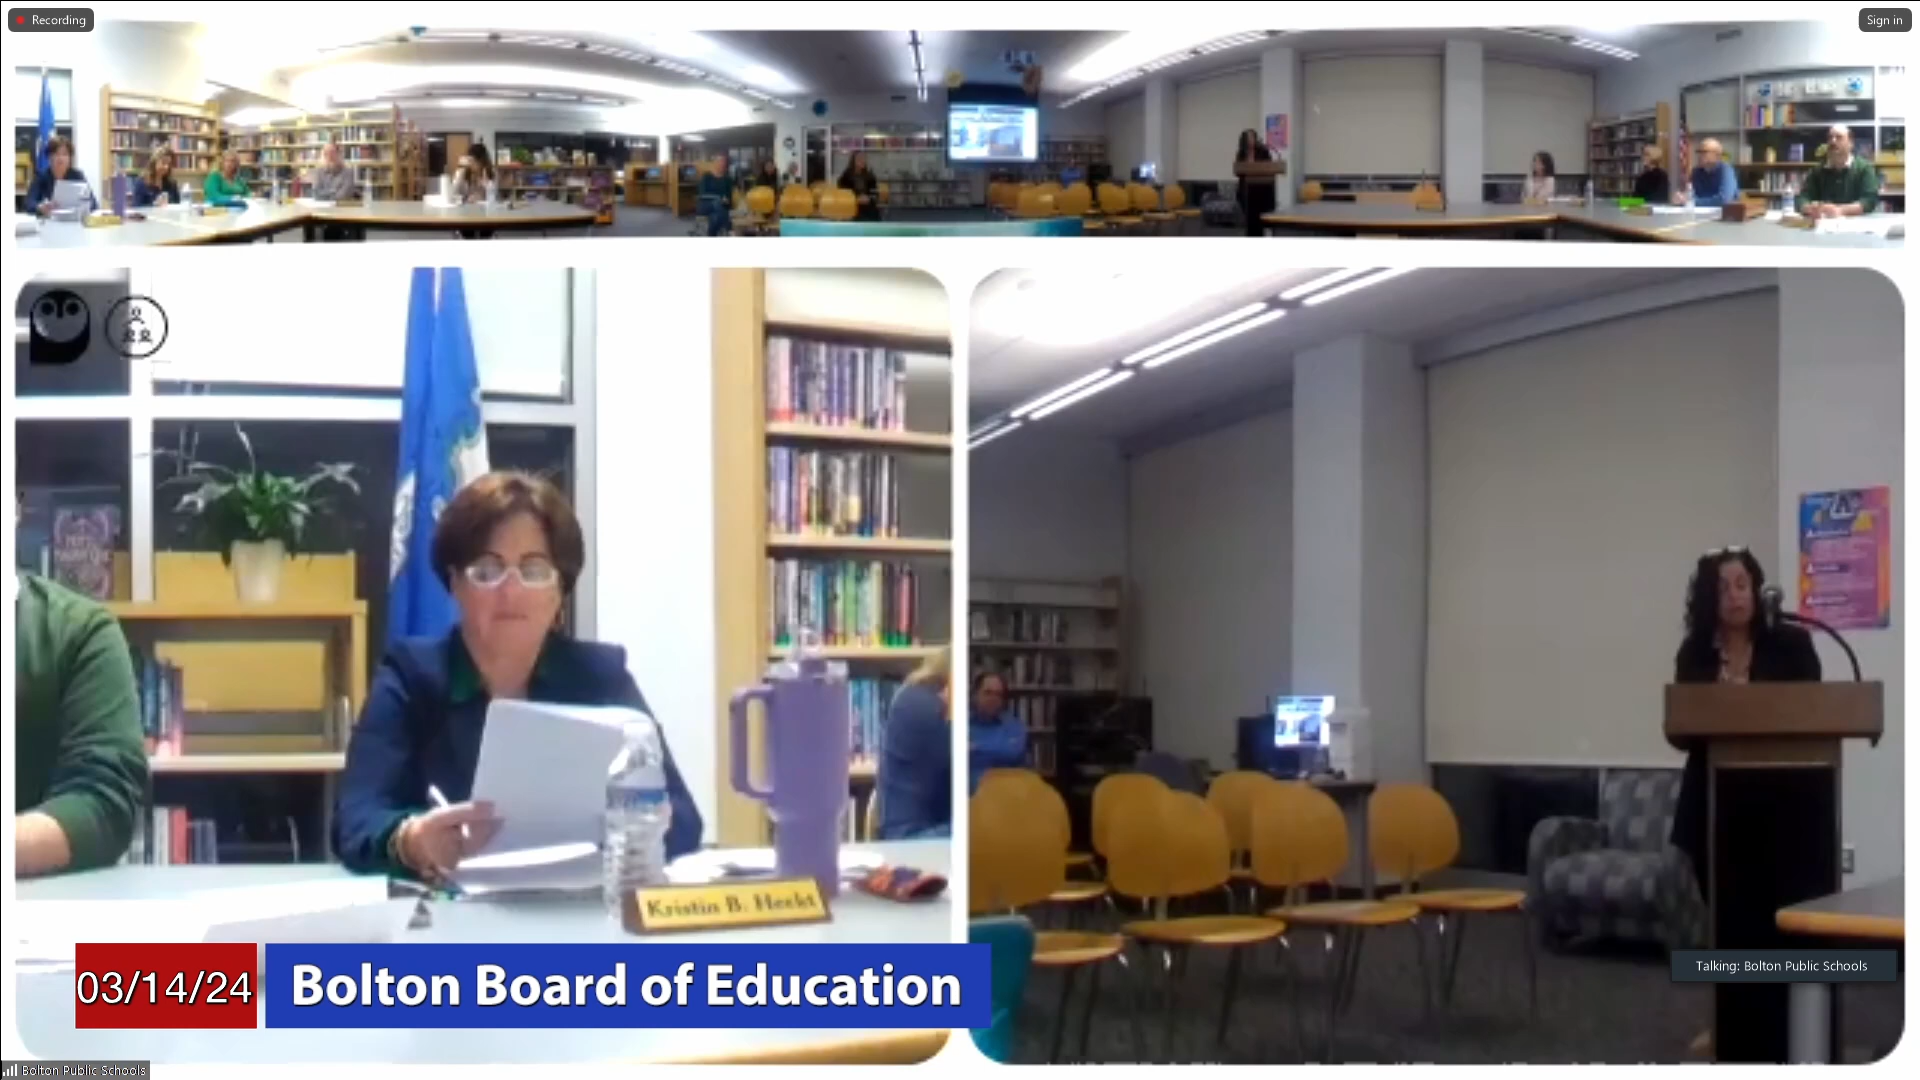 Recording
Sign in
Kristin B. Heckt
03/14/24
Bolton Board of Education
Talking: Bolton Public Schools
Bolton Public Schools